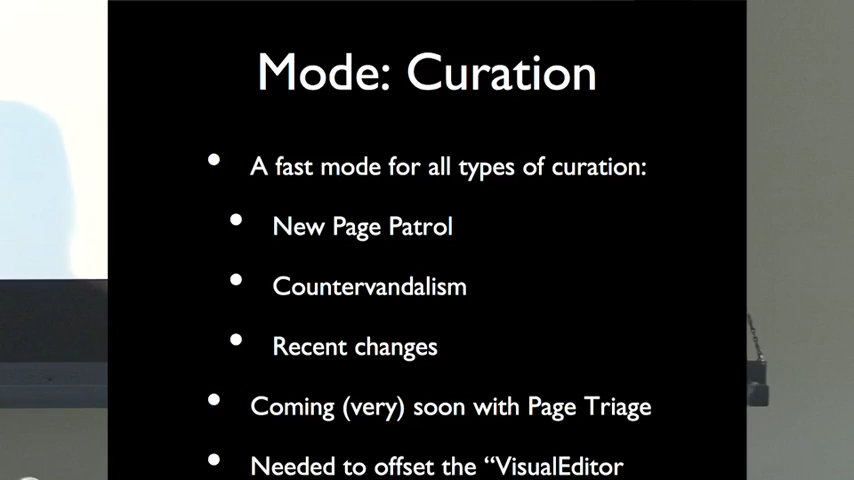 Mode: Curation
• A fast mode for all types of curation:
• New Page Patrol
• Countervandalism
• Recent changes
• Coming (very) soon with Page Triage
• Needed to offset the “VisualEditor